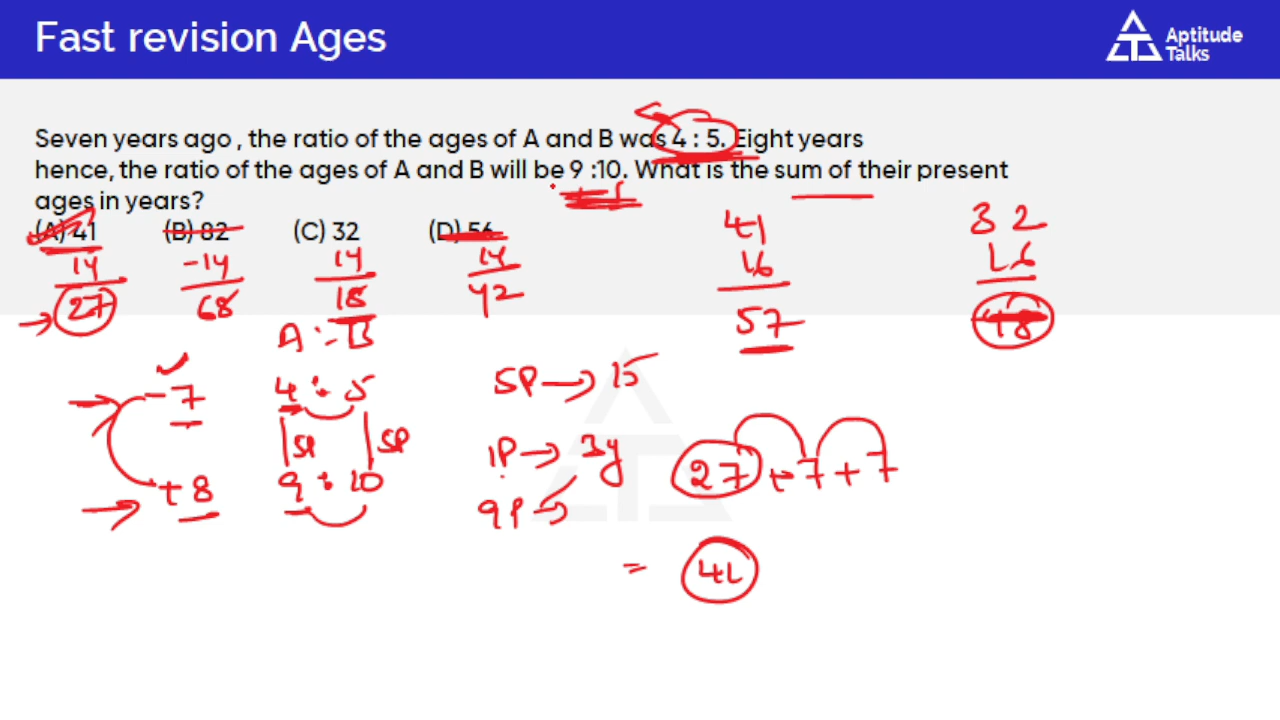 Fast revision Ages
Aptitude
Talks
Seven years ago , the ratio of the ages of A and B was 4 : 5. Eight years
hence, the ratio of the ages of A and B will be 9 :10. What is the sum of their present
ages in years?
(A) 41 (B) 82 (C) 32 (D) 56
14 -14 14 14
27 68 18 42
41
16
57
32
16
48
A : B
-7 4 : 5
5P 5P
+8 9 : 10
5P → 15
1P → 3y
9P →
27 + 7 + 7
= 41